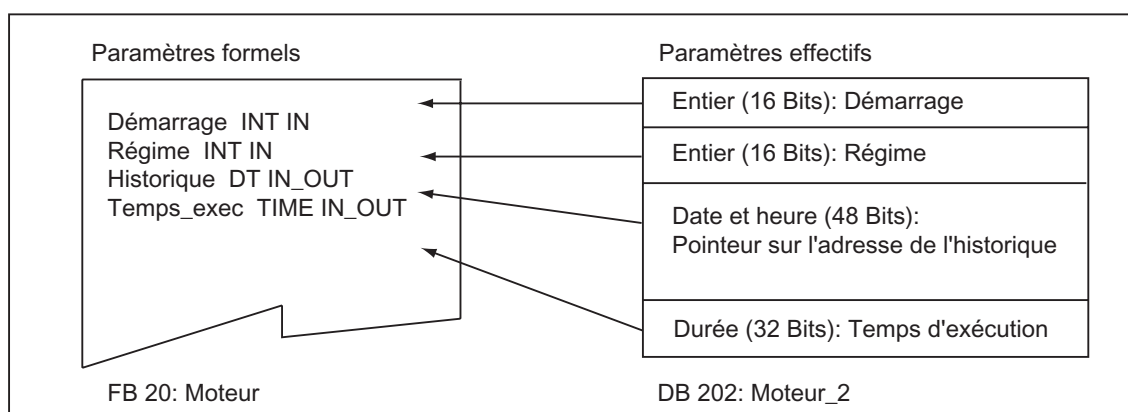 Paramètres formels
Démarrage INT IN
Régime INT IN
Historique DT IN_OUT
Temps_exec TIME IN_OUT
FB 20: Moteur
Paramètres effectifs
Entier (16 Bits): Démarrage
Entier (16 Bits): Régime
Date et heure (48 Bits):
Pointeur sur l'adresse de l'historique
Durée (32 Bits): Temps d'exécution
DB 202: Moteur_2